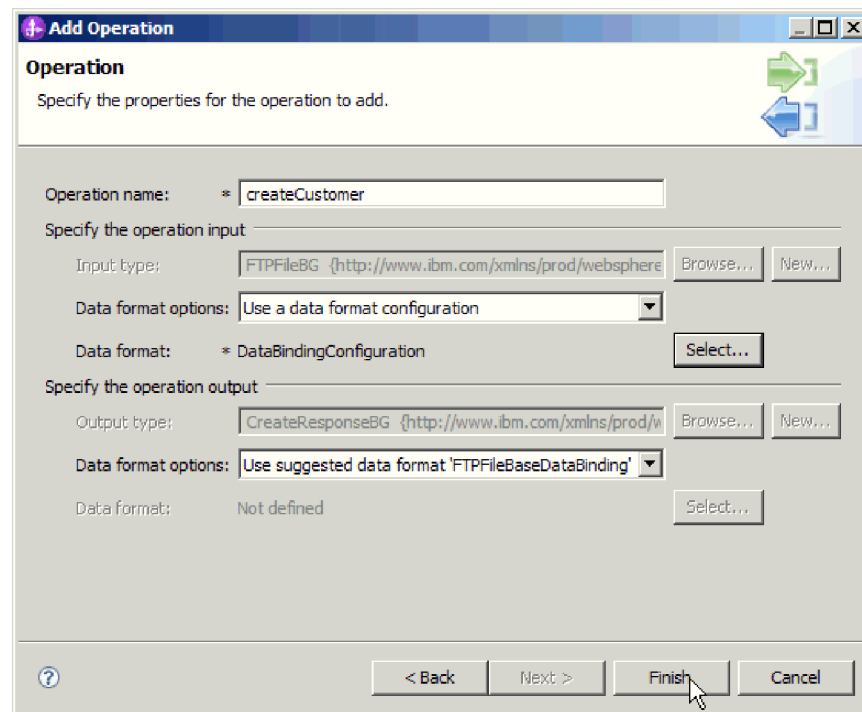 Add Operation
Operation
Specify the properties for the operation to add.
Operation name: * createCustomer
Specify the operation input
Input type: FTPFileBG {http://www.ibm.com/xmlns/prod/websphere Browse... New...
Data format options: Use a data format configuration
Data format: * DataBindingConfiguration Select...
Specify the operation output
Output type: CreateResponseBG {http://www.ibm.com/xmlns/prod/w Browse... New...
Data format options: Use suggested data format 'FTPFileBaseDataBinding'
Data format: Not defined Select...
? < Back Next > Finish Cancel